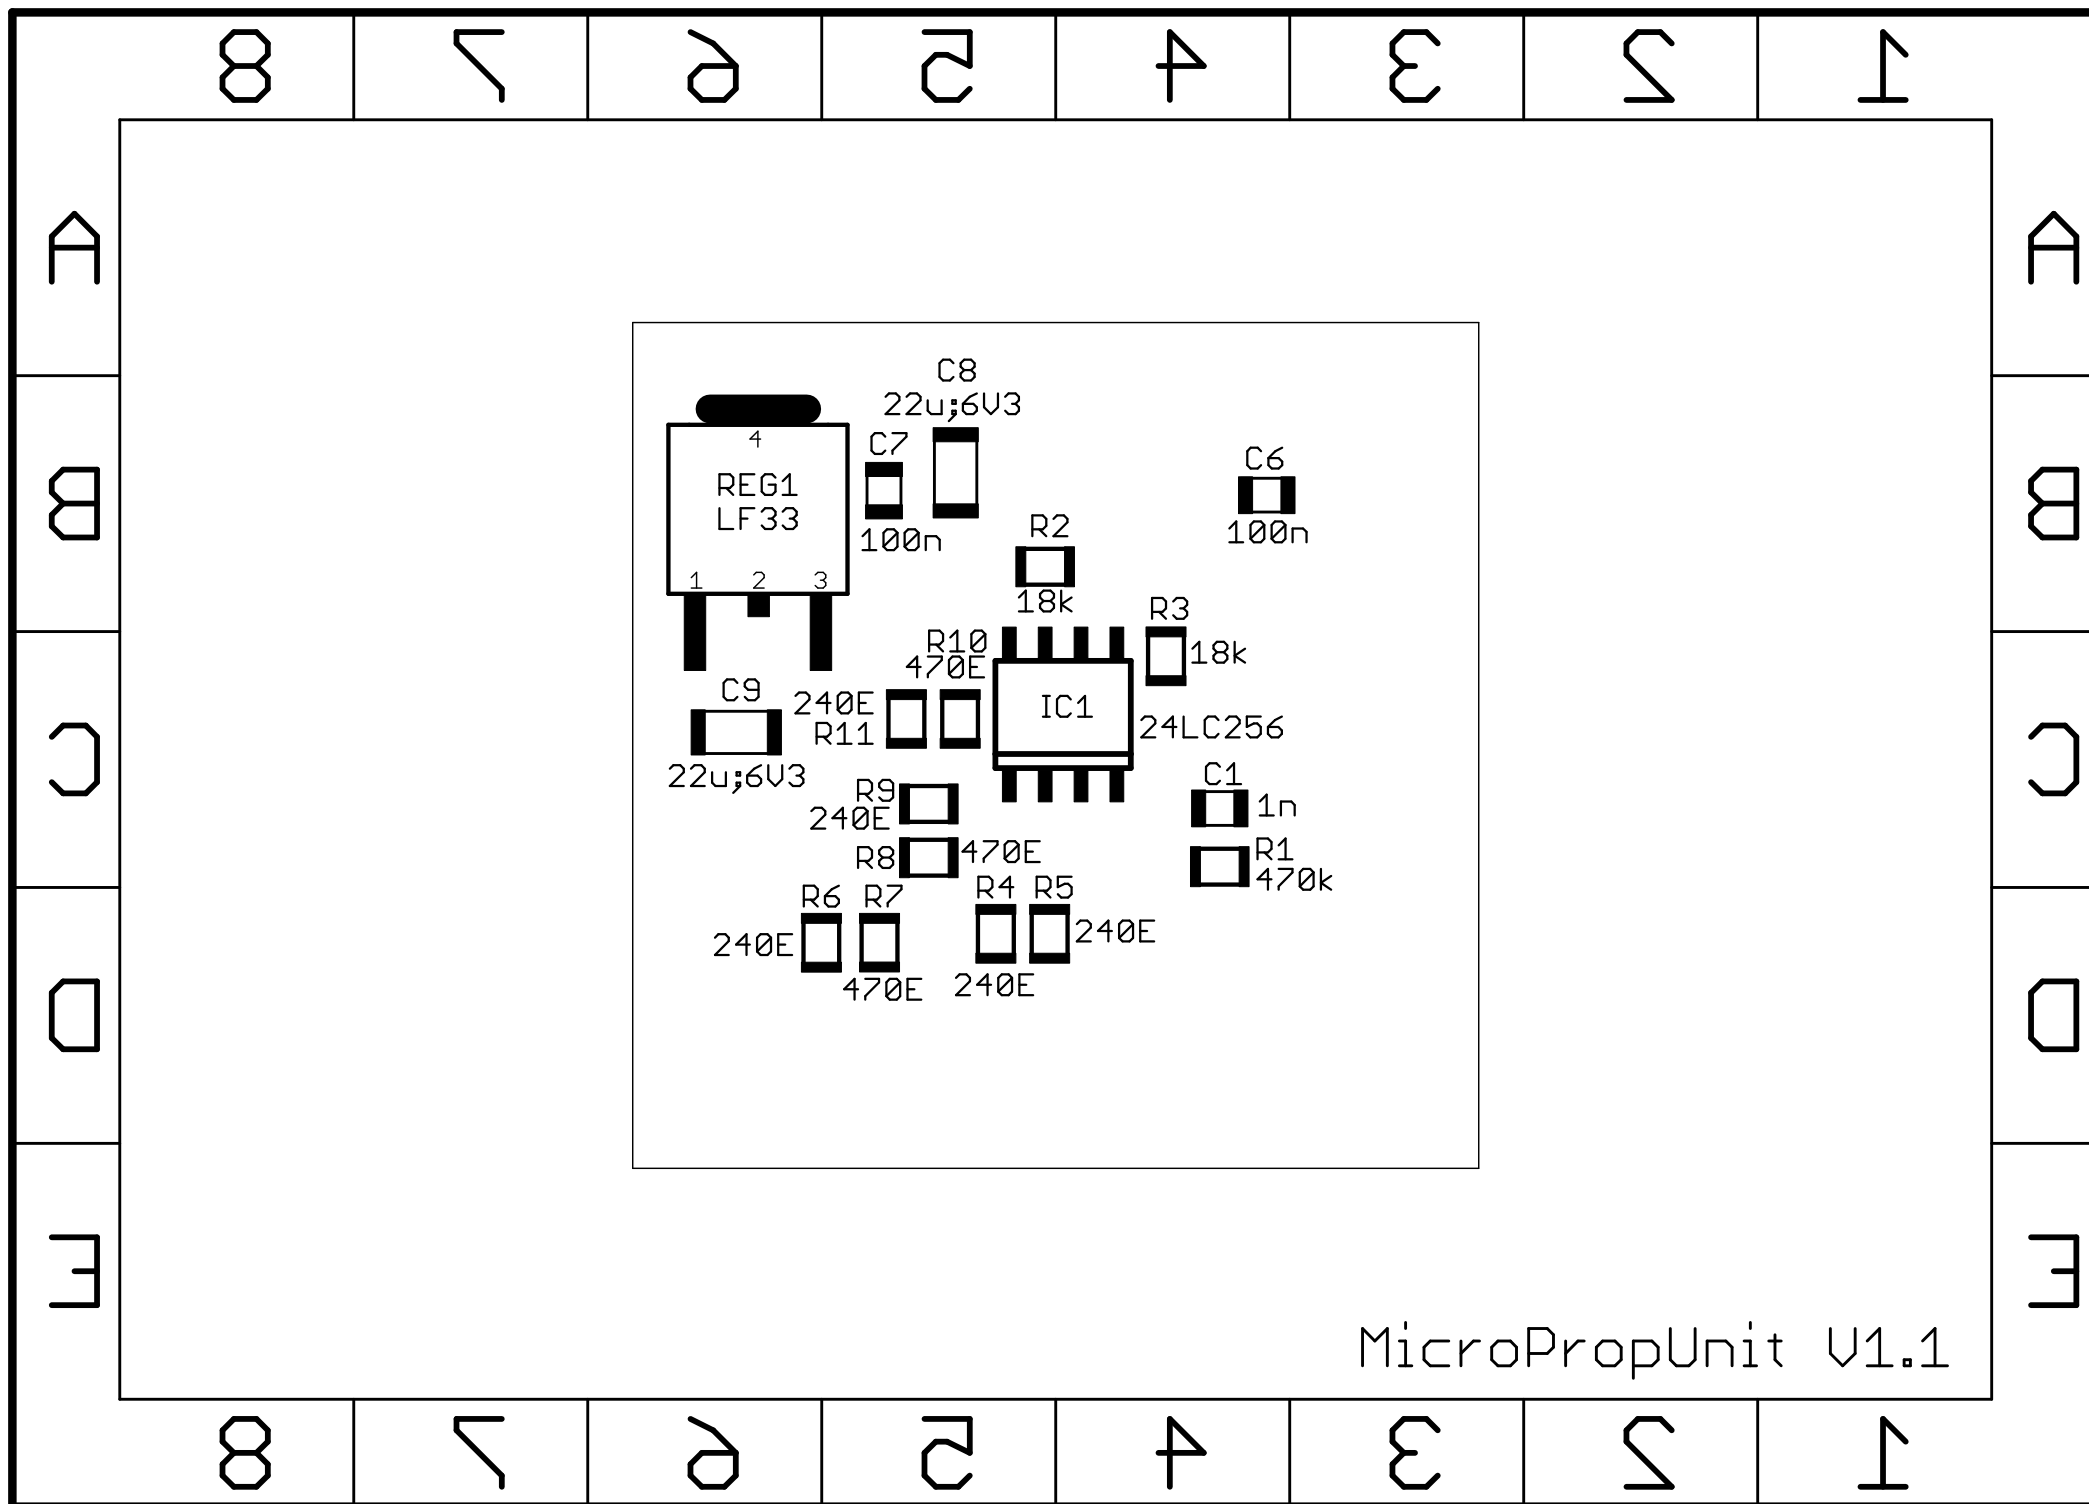 8 7 6 5 4 3 2 1
A A
C8
22u;6V3
4
C7
REG1
LF33
C6
B B
100n
100n
R2
1 2 3
18k
R3
18k
R10
470E
C9
240E
R11
IC1
24LC256
22u;6V3
C C
C1
1n
R9
240E
R8
470E
R1
470k
R6
R7
R4
R5
240E
240E
470E
240E
D D
E E
MicroPropUnit V1.1
8 7 6 5 4 3 2 1